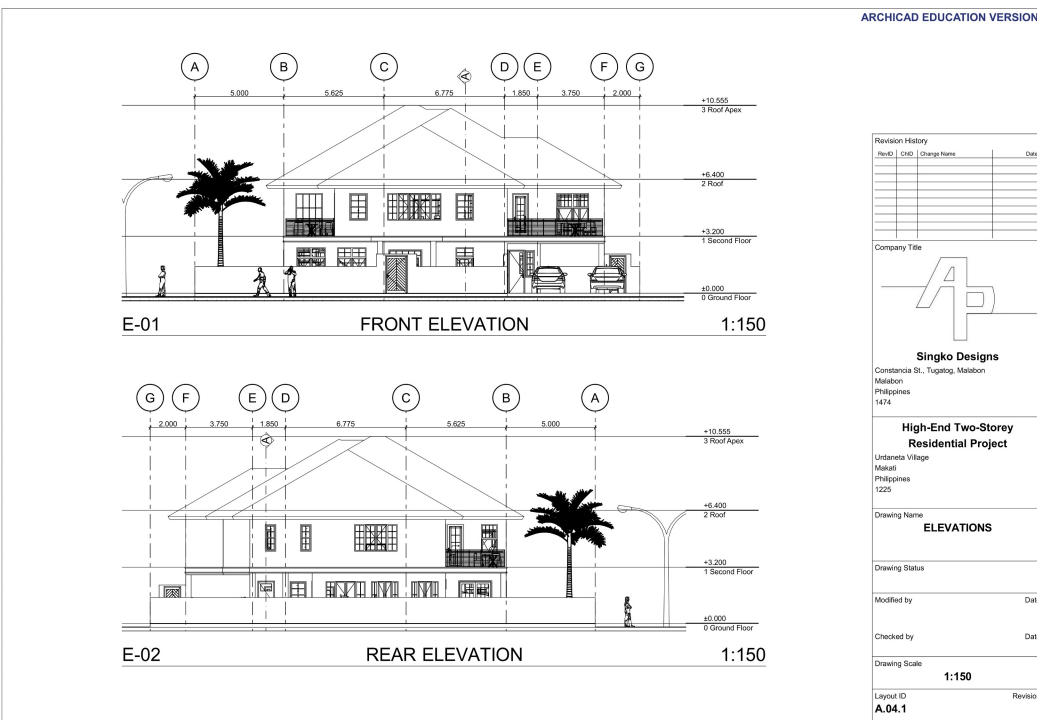 ARCHICAD EDUCATION VERSION
A B C A D E F G
5.000 5.625 6.775 1.850 3.750 2.000
+10.555
3 Roof Apex
+6.400
2 Roof
+3.200
1 Second Floor
±0.000
0 Ground Floor
E-01 FRONT ELEVATION 1:150
G F E D C B A
2.000 3.750 1.850 6.775 5.625 5.000
A
+10.555
3 Roof Apex
+6.400
2 Roof
+3.200
1 Second Floor
±0.000
0 Ground Floor
E-02 REAR ELEVATION 1:150
Revision History
RevID ChID Change Name Date
Company Title
AP
Singko Designs
Constancia St., Tugatog, Malabon
Malabon
Philippines
1474
High-End Two-Storey
Residential Project
Urdaneta Village
Makati
Philippines
1225
Drawing Name
ELEVATIONS
Drawing Status
Modified by Dat
Checked by Dat
Drawing Scale
1:150
Layout ID Revision
A.04.1